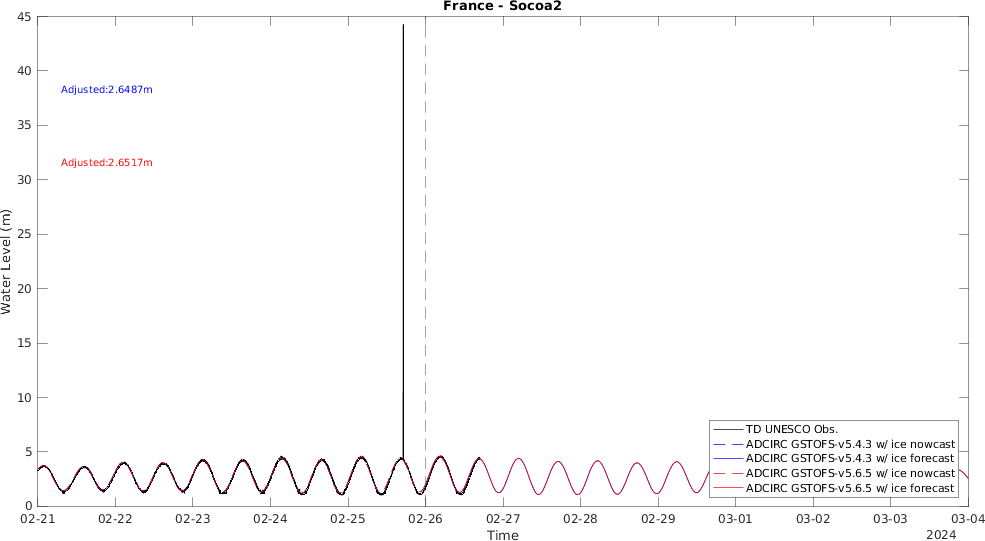 France - Socoa2
45
40
35
30
25
20
15
10
5
0
Water Level (m)
Adjusted:2.6487m
Adjusted:2.6517m
TD UNESCO Obs.
ADCIRC GSTOFS-v5.4.3 w/ ice nowcast
ADCIRC GSTOFS-v5.4.3 w/ ice forecast
ADCIRC GSTOFS-v5.6.5 w/ ice nowcast
ADCIRC GSTOFS-v5.6.5 w/ ice forecast
02-21 02-22 02-23 02-24 02-25 02-26 02-27 02-28 02-29 03-01 03-02 03-03 03-04
Time
2024